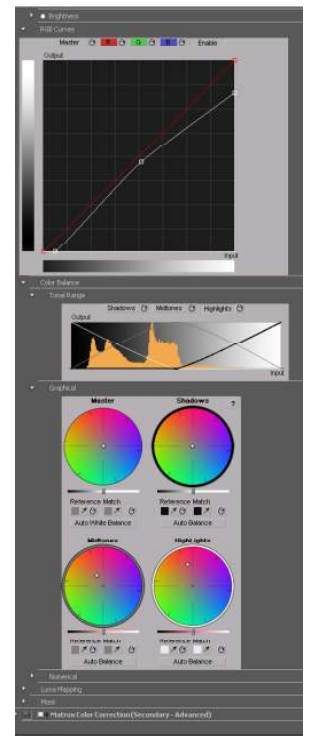 Brightness
RGB Curves
Master R G B Enable
Output
Input
Color Balance
Tonal Range
Shadows Midtones Highlights
Output
Input
Graphical
Master Shadows ?
Reference Match Reference Match
Auto White Balance Auto Balance
Midtones HighLights
Reference Match Reference Match
Auto Balance Auto Balance
Numerical
Luma Mapping
Mask
Matrox Color Correction(Secondary - Advanced)